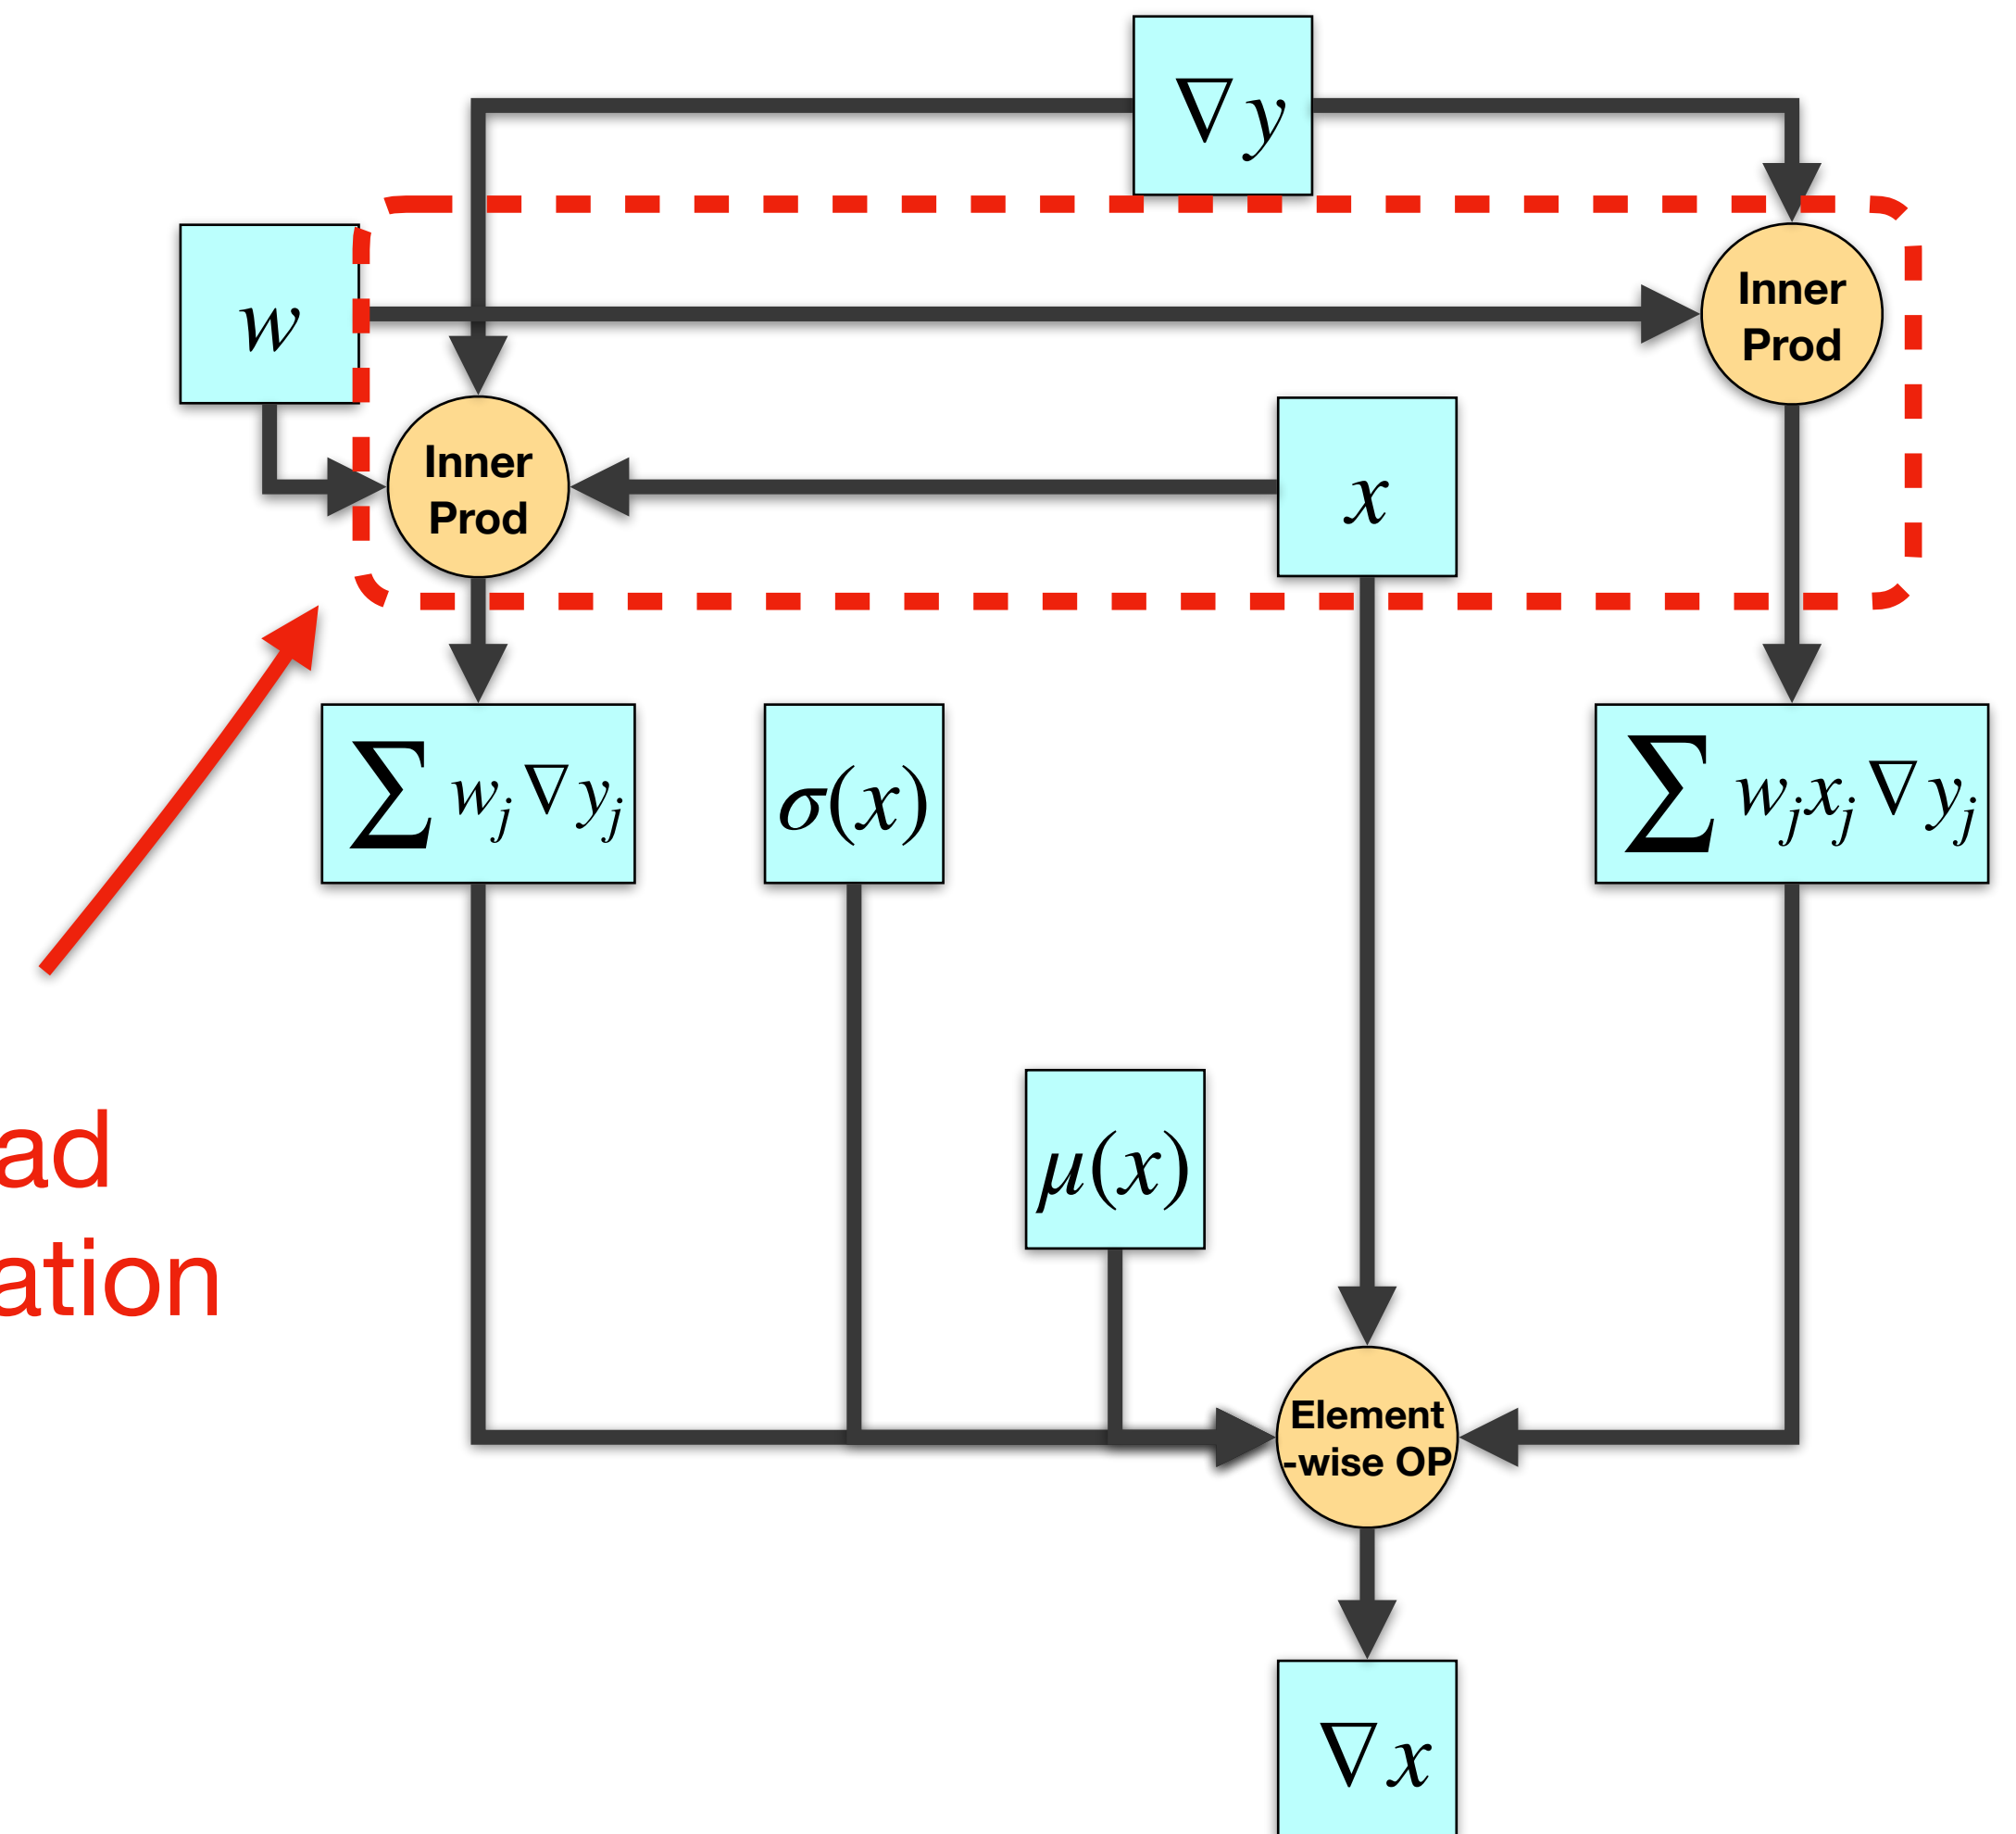 ∇y
w
Inner
Prod
Inner
Prod
x
∑ w_j ∇y_j
σ(x)
∑ w_j x_j ∇y_j
μ(x)
ad
ation
Element
-wise OP
∇x